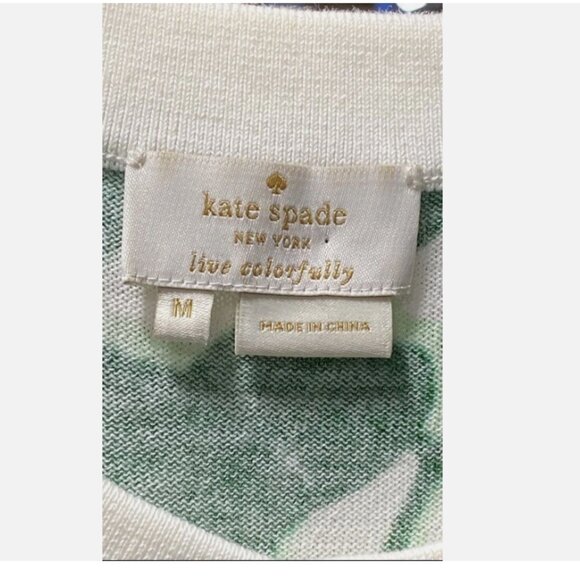 kate spade
NEW YORK
live colorfully
M
MADE IN CHINA